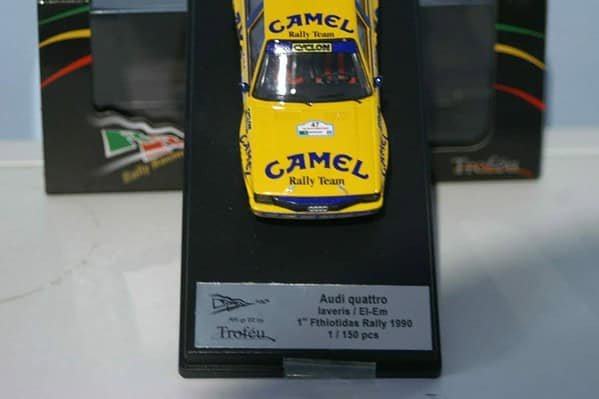 CAMEL
Rally Team
CYCLON
47
CAMEL
Rally Team
Trofeu
Audi quattro
Iaveris / El-Em
1st Fthiotidas Rally 1990
1 / 150 pcs
Trofeu